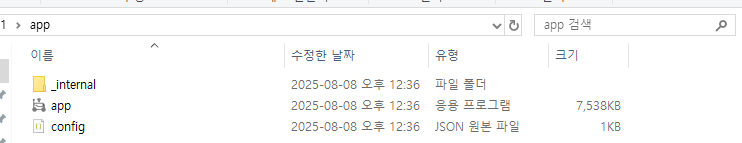 1 > app
app 검색
이름 수정한 날짜 유형 크기
_internal 2025-08-08 오후 12:36 파일 폴더
app 2025-08-08 오후 12:36 응용 프로그램 7,538KB
config 2025-08-08 오후 12:36 JSON 원본 파일 1KB